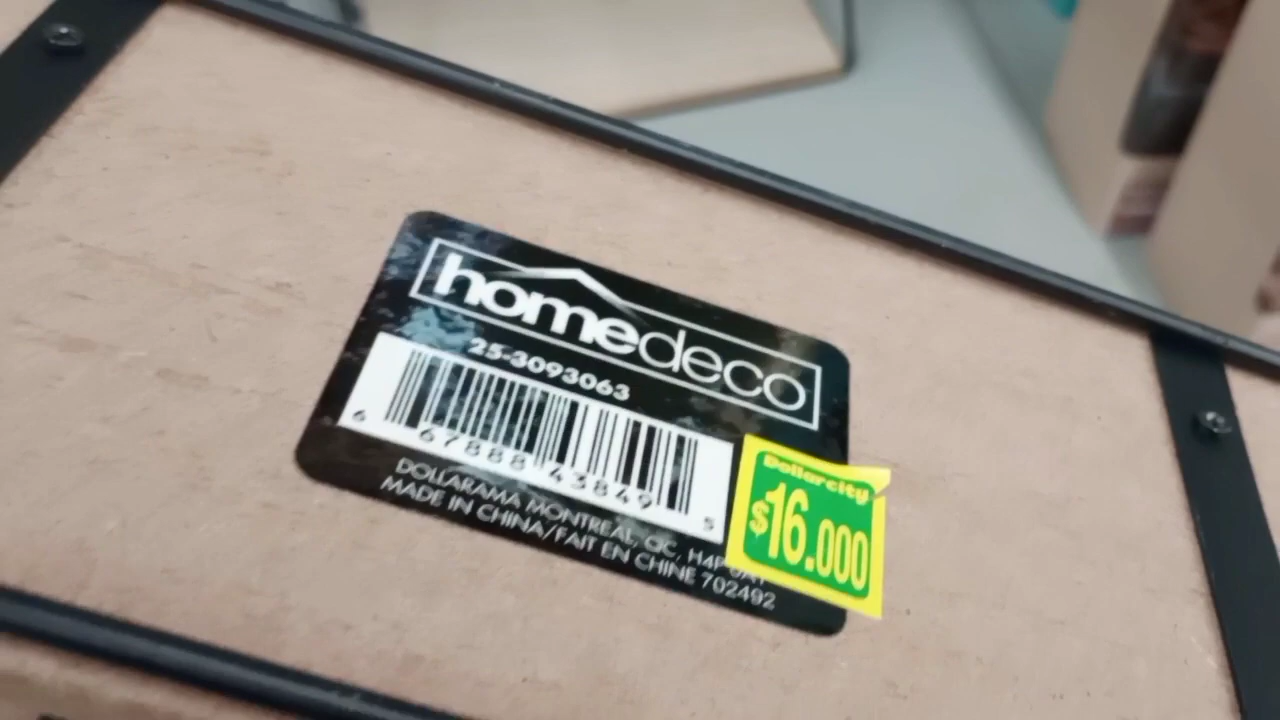 homedeco
25-3093063
6 67888 43849 5
DOLLARAMA MONTREAL, QC, H4P
MADE IN CHINA/FAIT EN CHINE 702492
Dollarcity
$16.000